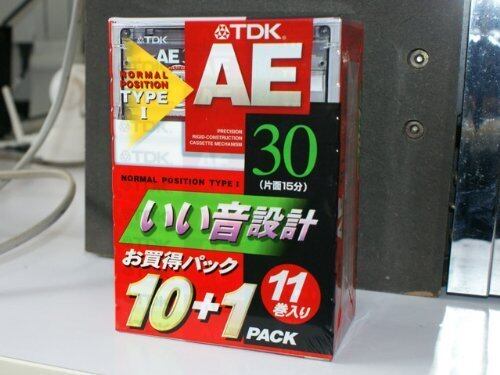 TDK
AE
TDK
AE
NORMAL
POSITION
TYPE
I
TDK
PRECISION
RIGID-CONSTRUCTION
CASSETTE MECHANISM
30
(片面15分)
NORMAL POSITION TYPE I
いい音設計
お買得パック
10+1
PACK
11
巻入り